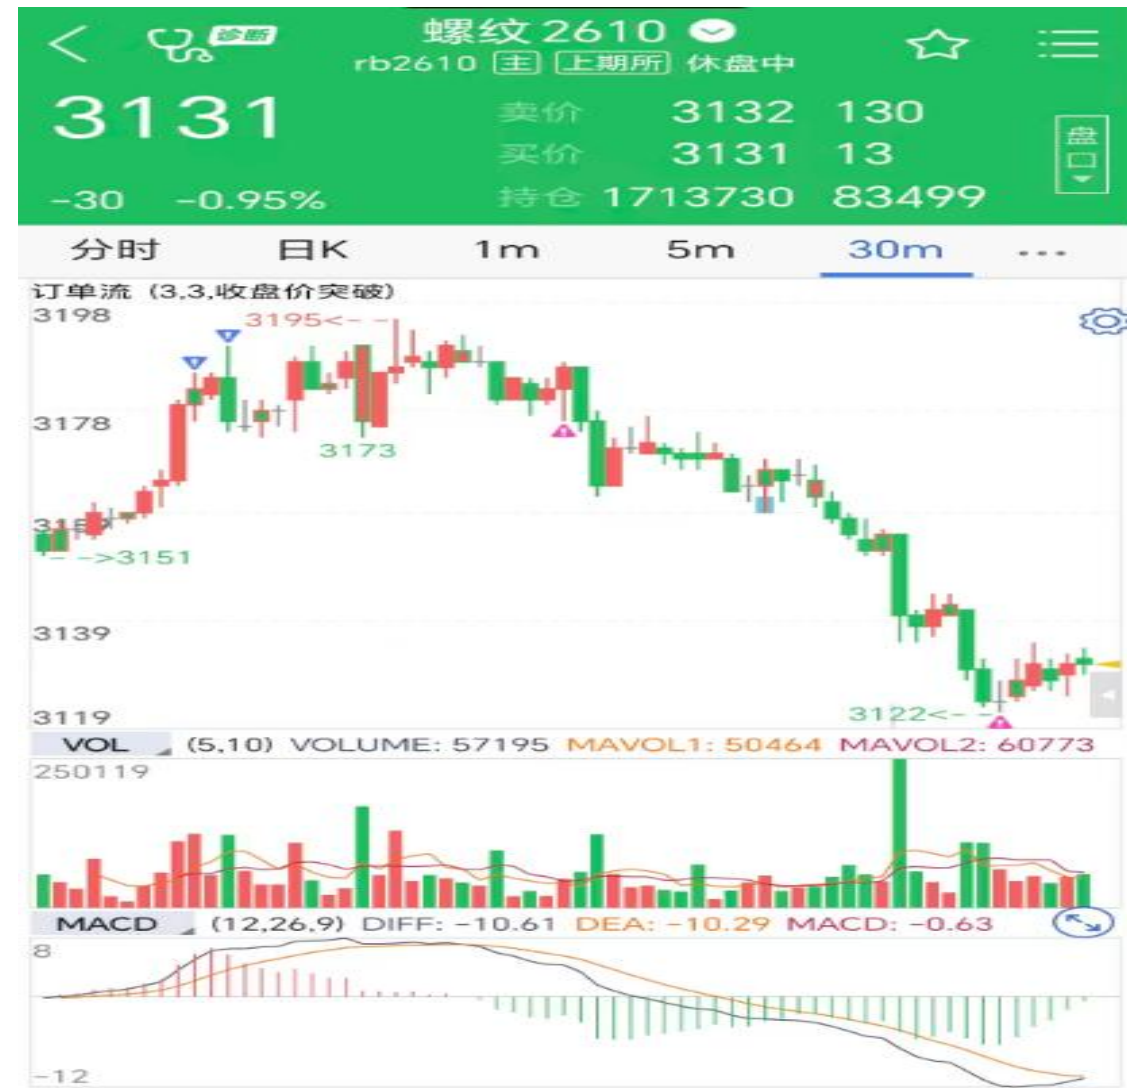 诊断 螺纹 2610
rb2610 主 上期所 休盘中
3131
卖价 3132 130
买价 3131 13
盘口
-30 -0.95% 持仓 1713730 83499
分时 日K 1m 5m 30m ...
订单流 (3,3,收盘价突破)
3198
3195<--
3178
3173
-->3151
3139
3122<--
3119
VOL (5,10) VOLUME: 57195 MAVOL1: 50464 MAVOL2: 60773
250119
MACD (12,26,9) DIFF: -10.61 DEA: -10.29 MACD: -0.63
8
-12